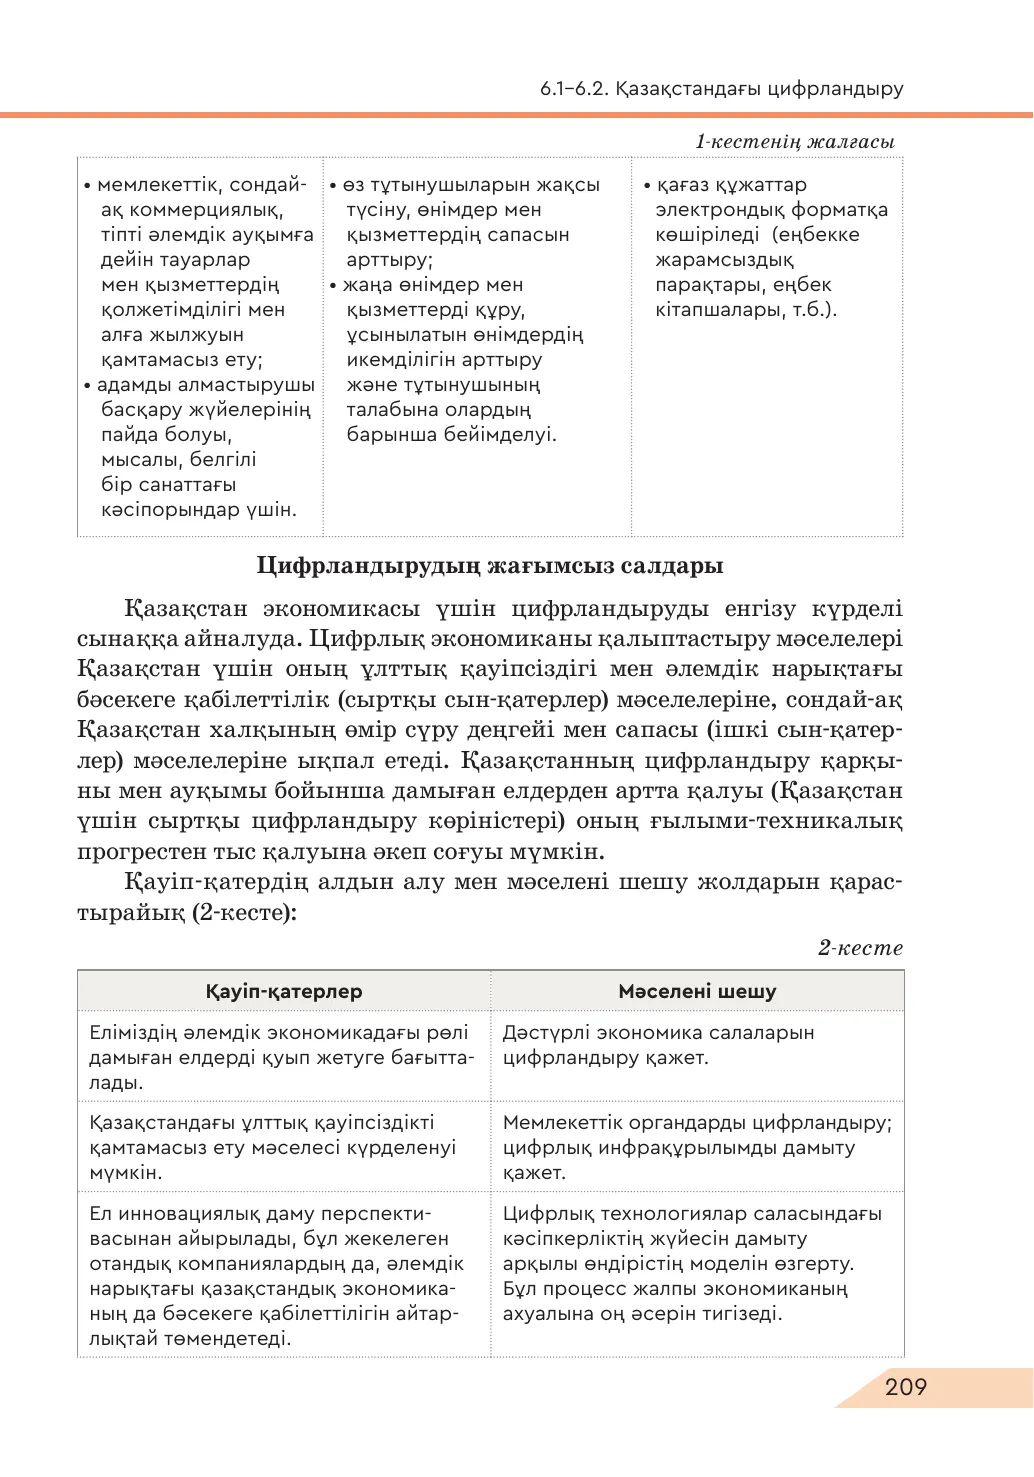 6.1–6.2. Қазақстандағы цифрландыру
1-кестенің жалғасы
• мемлекеттік, сондай-
ақ коммерциялық,
тіпті әлемдік ауқымға
дейін тауарлар
мен қызметтердің
қолжетімділігі мен
алға жылжуын
қамтамасыз ету;
• адамды алмастырушы
басқару жүйелерінің
пайда болуы,
мысалы, белгілі
бір санаттағы
кәсіпорындар үшін.
• өз тұтынушыларын жақсы
түсіну, өнімдер мен
қызметтердің сапасын
арттыру;
• жаңа өнімдер мен
қызметтерді құру,
ұсынылатын өнімдердің
икемділігін арттыру
және тұтынушының
талабына олардың
барынша бейімделуі.
• қағаз құжаттар
электрондық форматқа
көшіріледі (еңбекке
жарамсыздық
парақтары, еңбек
кітапшалары, т.б.).
Цифрландырудың жағымсыз салдары
Қазақстан экономикасы үшін цифрландыруды енгізу күрделі
сынаққа айналуда. Цифрлық экономиканы қалыптастыру мәселелері
Қазақстан үшін оның ұлттық қауіпсіздігі мен әлемдік нарықтағы
бәсекеге қабілеттілік (сыртқы сын-қатерлер) мәселелеріне, сондай-ақ
Қазақстан халқының өмір сүру деңгейі мен сапасы (ішкі сын-қатер-
лер) мәселелеріне ықпал етеді. Қазақстанның цифрландыру қарқы-
ны мен ауқымы бойынша дамыған елдерден артта қалуы (Қазақстан
үшін сыртқы цифрландыру көріністері) оның ғылыми-техникалық
прогрестен тыс қалуына әкеп соғуы мүмкін.
Қауіп-қатердің алдын алу мен мәселені шешу жолдарын қарас-
тырайық (2-кесте):
2-кесте
Қауіп-қатерлер
Мәселені шешу
Еліміздің әлемдік экономикадағы рөлі
дамыған елдерді қуып жетуге бағытта-
лады.
Дәстүрлі экономика салаларын
цифрландыру қажет.
Қазақстандағы ұлттық қауіпсіздікті
қамтамасыз ету мәселесі күрделенуі
мүмкін.
Мемлекеттік органдарды цифрландыру;
цифрлық инфрақұрылымды дамыту
қажет.
Ел инновациялық даму перспекти-
васынан айырылады, бұл жекелеген
отандық компаниялардың да, әлемдік
нарықтағы қазақстандық экономика-
ның да бәсекеге қабілеттілігін айтар-
лықтай төмендетеді.
Цифрлық технологиялар саласындағы
кәсіпкерліктің жүйесін дамыту
арқылы өндірістің моделін өзгерту.
Бұл процесс жалпы экономиканың
ахуалына оң әсерін тигізеді.
209